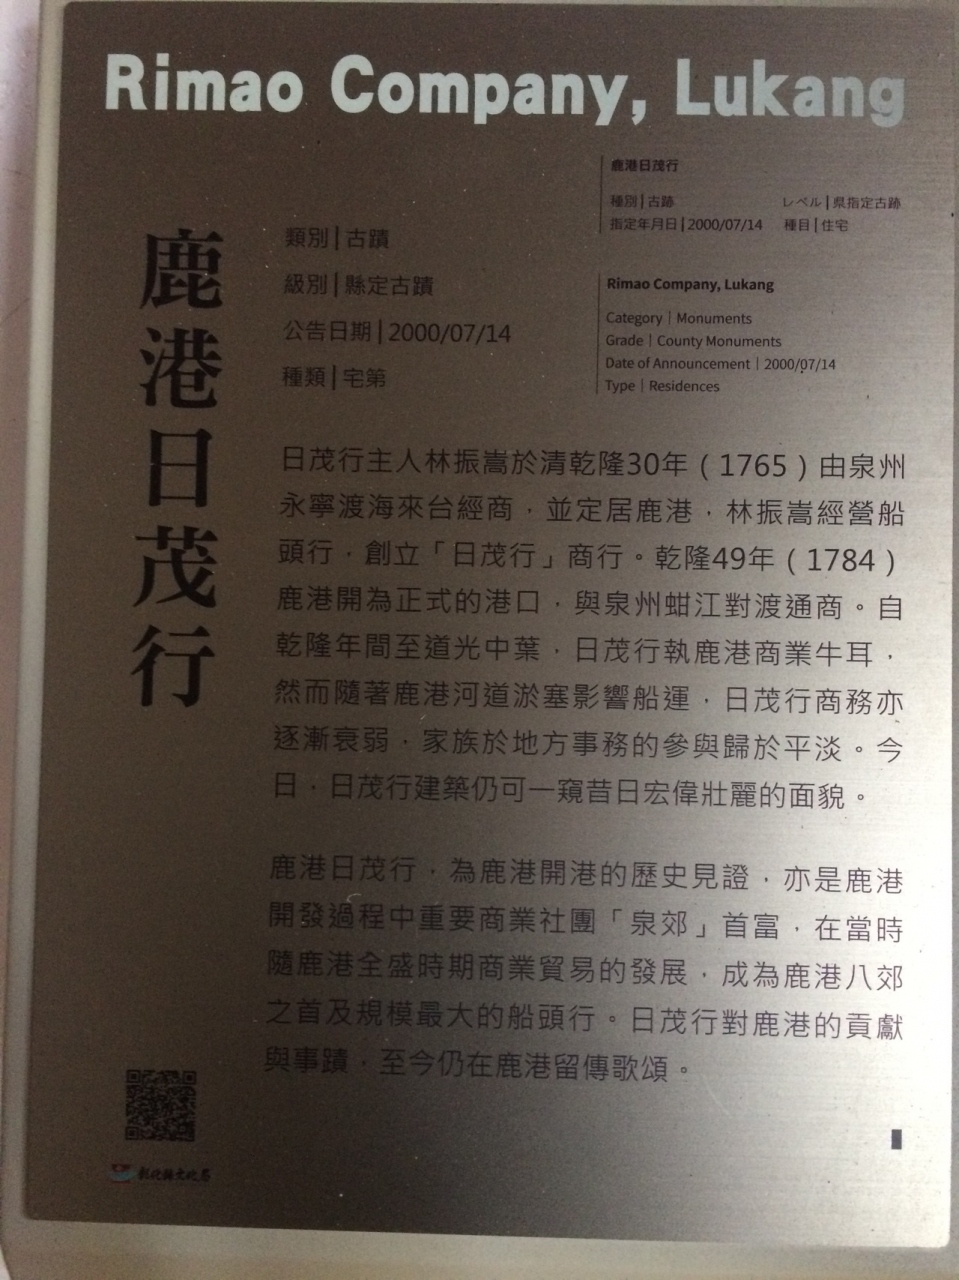 Rimao Company, Lukang
鹿港日茂行
種別|古跡 レベル|県指定古跡
指定年月日|2000/07/14 種目|住宅
鹿港日茂行
類別|古蹟
級別|縣定古蹟
公告日期|2000/07/14
種類|宅第
Rimao Company, Lukang
Category | Monuments
Grade | County Monuments
Date of Announcement | 2000/07/14
Type | Residences
日茂行主人林振嵩於清乾隆30年(1765)由泉州
永寧渡海來台經商,並定居鹿港,林振嵩經營船
頭行,創立「日茂行」商行。乾隆49年(1784)
鹿港開為正式的港口,與泉州蚶江對渡通商。自
乾隆年間至道光中葉,日茂行執鹿港商業牛耳,
然而隨著鹿港河道淤塞影響船運,日茂行商務亦
逐漸衰弱,家族於地方事務的參與歸於平淡。今
日,日茂行建築仍可一窺昔日宏偉壯麗的面貌。
鹿港日茂行,為鹿港開港的歷史見證,亦是鹿港
開發過程中重要商業社團「泉郊」首富,在當時
隨鹿港全盛時期商業貿易的發展,成為鹿港八郊
之首及規模最大的船頭行。日茂行對鹿港的貢獻
與事蹟,至今仍在鹿港留傳歌頌。
彰化縣文化局